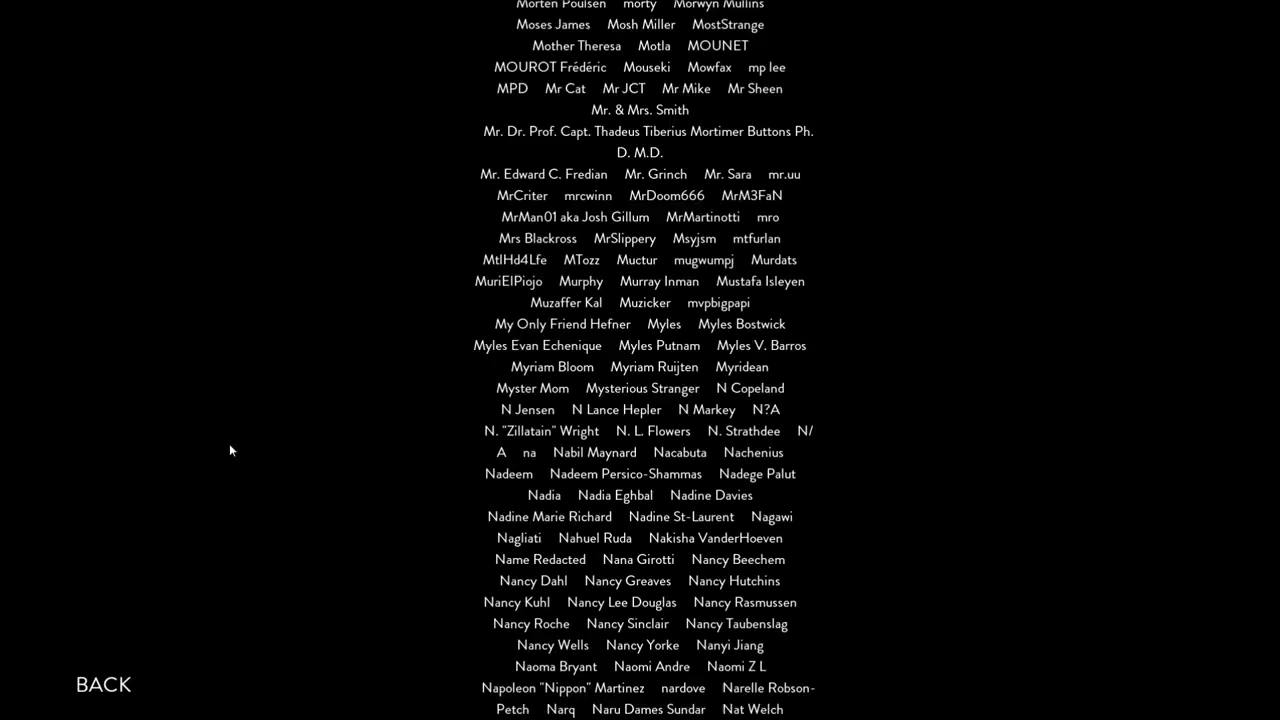 Morten Poulsen morty Morwyn Mullins
Moses James Mosh Miller MostStrange
Mother Theresa Motla MOUNET
MOUROT Frédéric Mouseki Mowfax mp lee
MPD Mr Cat Mr JCT Mr Mike Mr Sheen
Mr. & Mrs. Smith
Mr. Dr. Prof. Capt. Thadeus Tiberius Mortimer Buttons Ph.
D. M.D.
Mr. Edward C. Fredian Mr. Grinch Mr. Sara mr.uu
MrCriter mrcwinn MrDoom666 MrM3FaN
MrMan01 aka Josh Gillum MrMartinotti mro
Mrs Blackross MrSlippery Msyjsm mtfurlan
MtlHd4Lfe MTozz Muctur mugwumpj Murdats
MuriElPiojo Murphy Murray Inman Mustafa Isleyen
Muzaffer Kal Muzicker mvpbigpapi
My Only Friend Hefner Myles Myles Bostwick
Myles Evan Echenique Myles Putnam Myles V. Barros
Myriam Bloom Myriam Ruijten Myridean
Myster Mom Mysterious Stranger N Copeland
N Jensen N Lance Hepler N Markey N?A
N. "Zillatain" Wright N. L. Flowers N. Strathdee N/
A na Nabil Maynard Nacabuta Nachenius
Nadeem Nadeem Persico-Shammas Nadege Palut
Nadia Nadia Eghbal Nadine Davies
Nadine Marie Richard Nadine St-Laurent Nagawi
Nagliati Nahuel Ruda Nakisha VanderHoeven
Name Redacted Nana Girotti Nancy Beechem
Nancy Dahl Nancy Greaves Nancy Hutchins
Nancy Kuhl Nancy Lee Douglas Nancy Rasmussen
Nancy Roche Nancy Sinclair Nancy Taubenslag
Nancy Wells Nancy Yorke Nanyi Jiang
Naoma Bryant Naomi Andre Naomi Z L
Napoleon "Nippon" Martinez nardove Narelle Robson-
Petch Narq Naru Dames Sundar Nat Welch
BACK